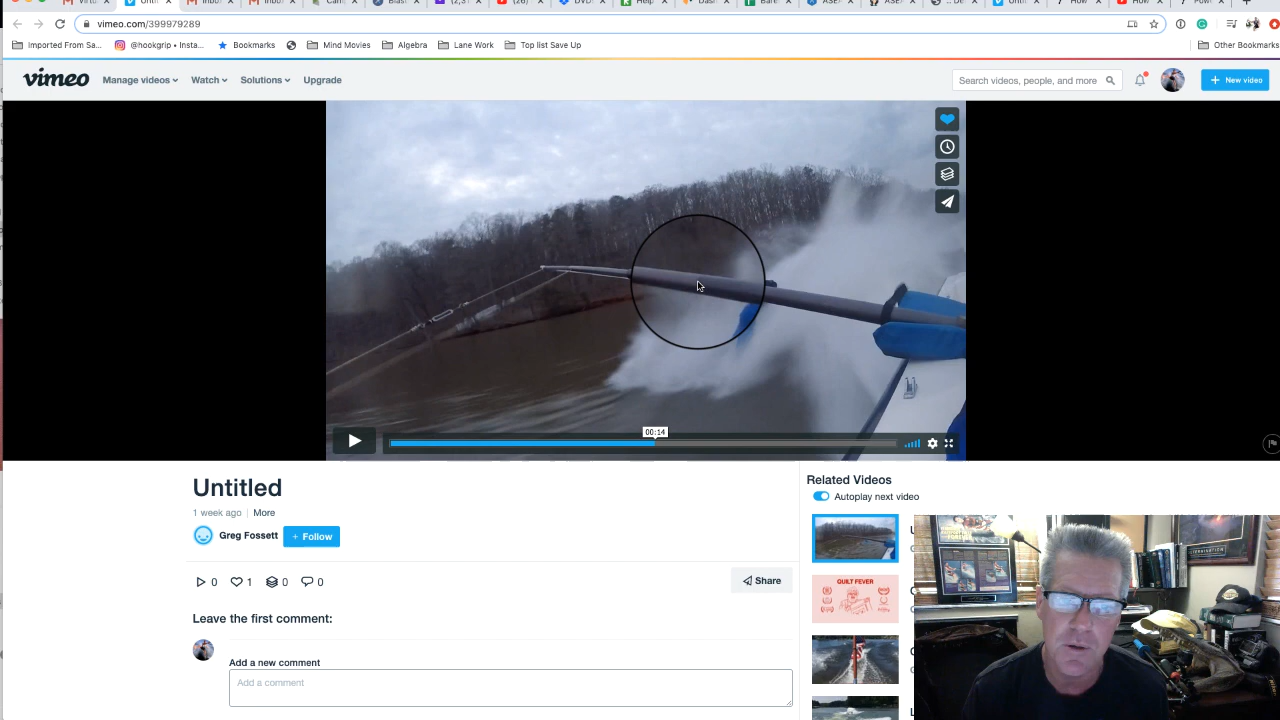 vimeo.com/399979289
Imported From Sa...
@hookgrip • Insta...
Bookmarks
Mind Movies
Algebra
Lane Work
Top list Save Up
Other Bookmarks
vimeo
Manage videos
Watch
Solutions
Upgrade
Search videos, people, and more
+ New video
00:14
Untitled
1 week ago | More
Greg Fossett
+ Follow
0
1
0
0
Share
Leave the first comment:
Add a new comment
Add a comment
Related Videos
Autoplay next video
QUILT FEVER